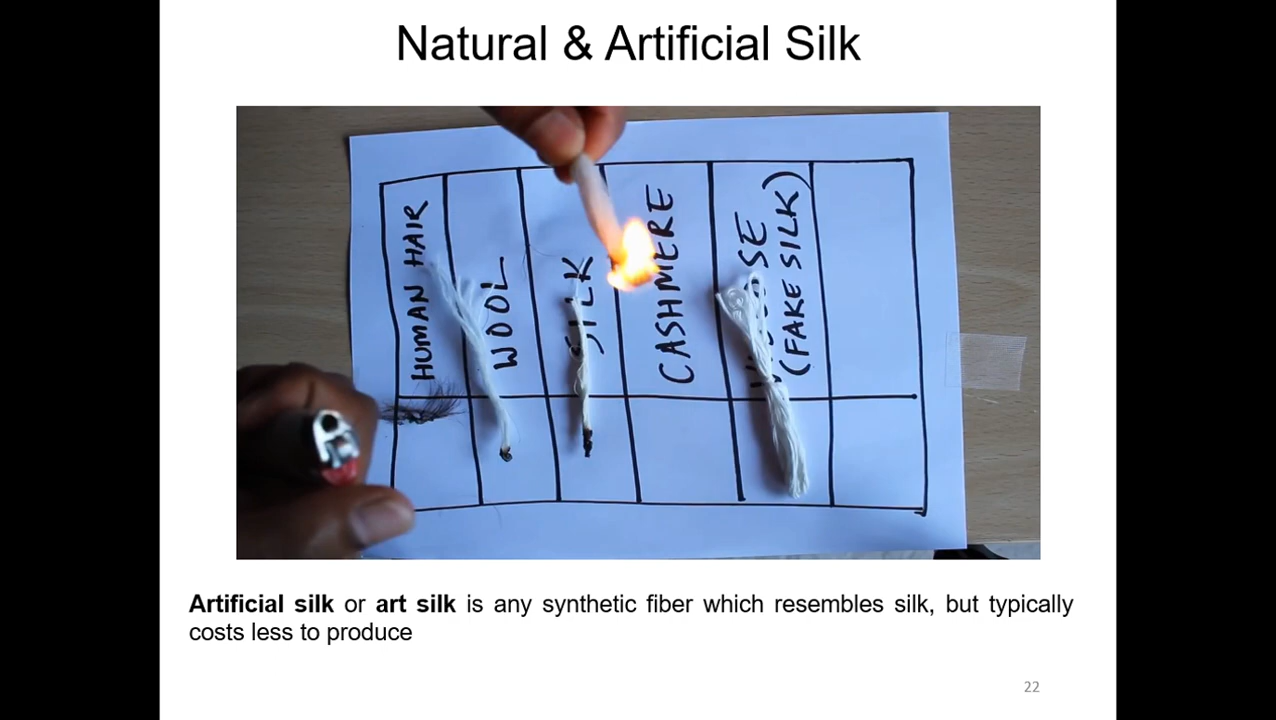 Natural & Artificial Silk
HUMAN HAIR
WOOL
SILK
CASHMERE
(FAKE SILK)
Artificial silk or art silk is any synthetic fiber which resembles silk, but typically
costs less to produce
22